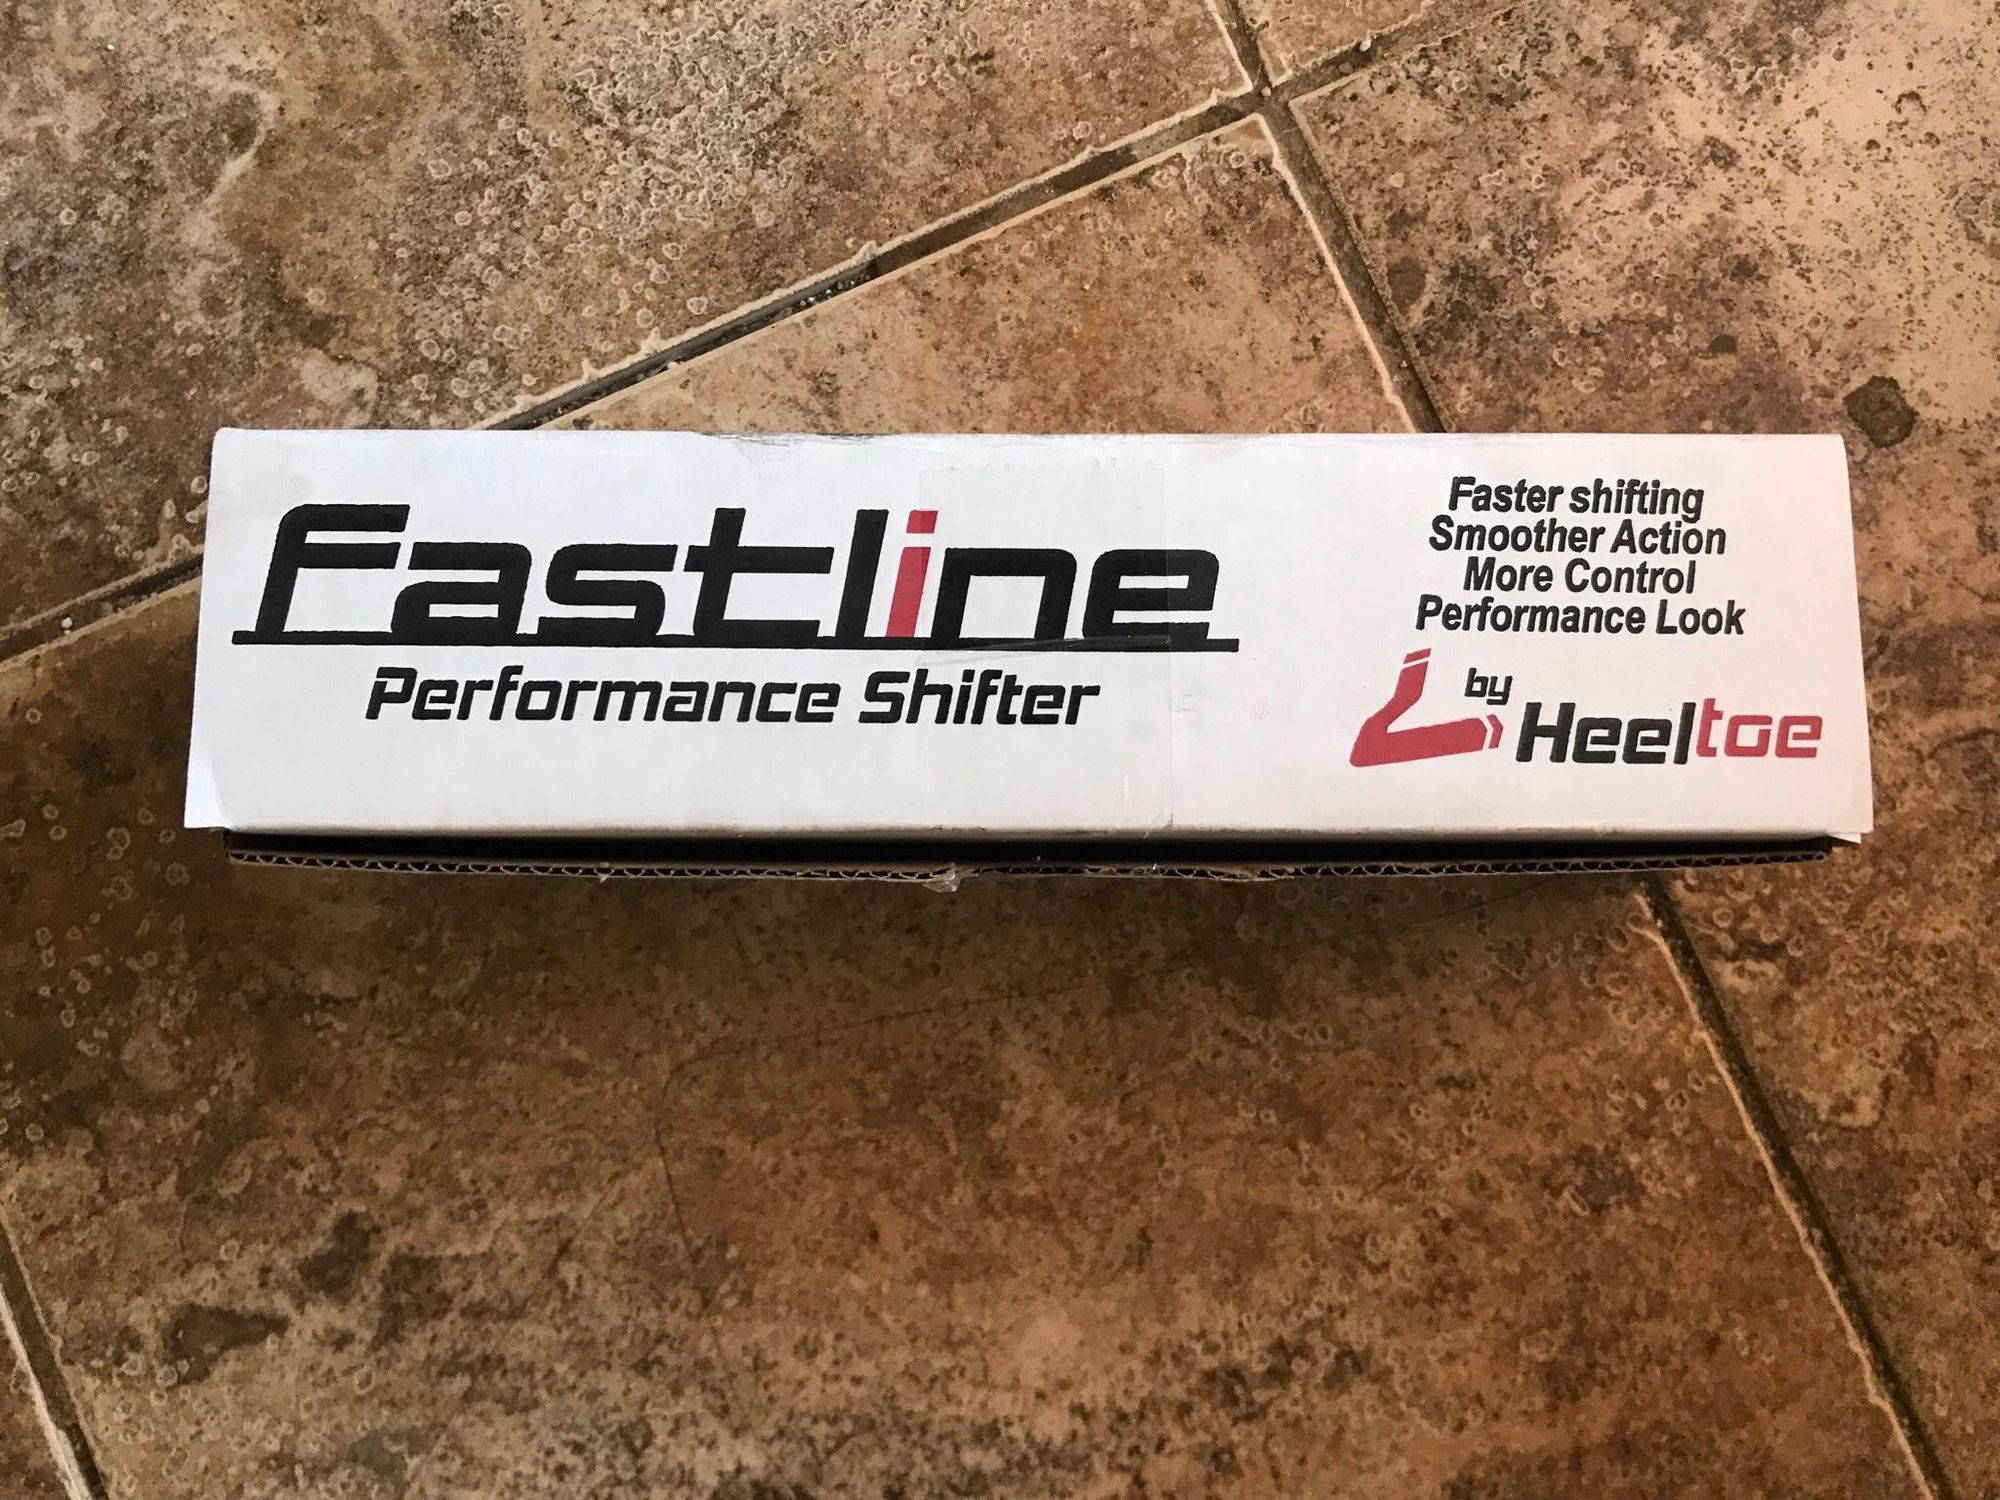 Fastline
Performance Shifter
Faster shifting
Smoother Action
More Control
Performance Look
by
Heeltoe